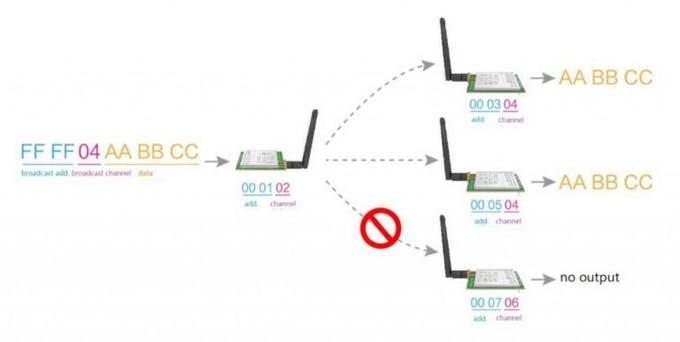 00 03 04 AA BB CC
add. channel
FF FF 04 AA BB CC
broadcast add. broadcast channel data
00 01 02
add. channel
00 05 04 AA BB CC
add. channel
no output
00 07 06
add. channel